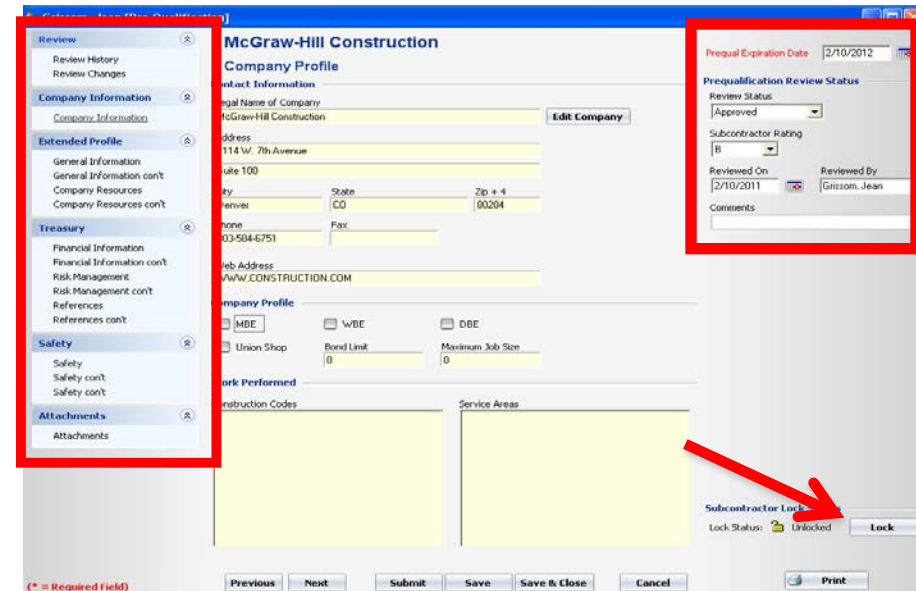 Grissom, Jean [Pre-Qualification]
Review
Review History
Review Changes
Company Information
Company Information
Extended Profile
General Information
General Information con't
Company Resources
Company Resources con't
Treasury
Financial Information
Financial Information con't
Risk Management
Risk Management con't
References
References con't
Safety
Safety
Safety con't
Safety con't
Attachments
Attachments
(* = Required Field)
McGraw-Hill Construction
Company Profile
ontact Information
egal Name of Company
McGraw-Hill Construction
Edit Company
ddress
114 W. 7th Avenue
uite 100
ity State Zip + 4
enver CO 80204
hone Fax
03-584-6751
Web Address
WWW.CONSTRUCTION.COM
ompany Profile
MBE WBE DBE
Union Shop Bond Limit Maximum Job Size
0 0
ork Performed
onstruction Codes Service Areas
Previous Next Submit Save Save & Close Cancel
Prequal Expiration Date 2/10/2012
Prequalification Review Status
Review Status
Approved
Subcontractor Rating
B
Reviewed On Reviewed By
2/10/2011 Grissom, Jean
Comments
Subcontractor Lock
Lock Status: Unlocked Lock
Print